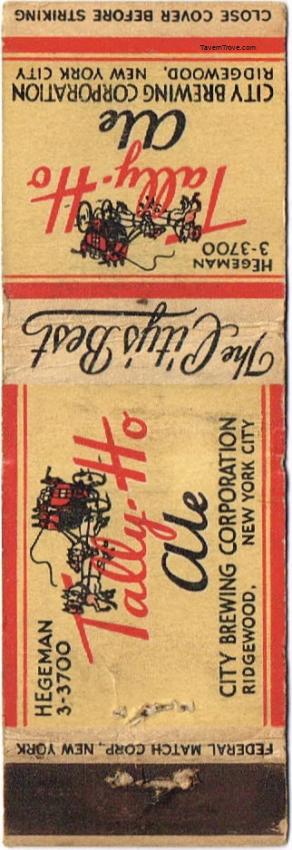 CLOSE COVER BEFORE STRIKING
TavernTrove.com
HEGEMAN
3-3700
Tally-Ho
Ale
CITY BREWING CORPORATION
RIDGEWOOD, NEW YORK CITY
The City's Best
HEGEMAN
3-3700
Tally-Ho
Ale
CITY BREWING CORPORATION
RIDGEWOOD, NEW YORK CITY
FEDERAL MATCH CORP., NEW YORK